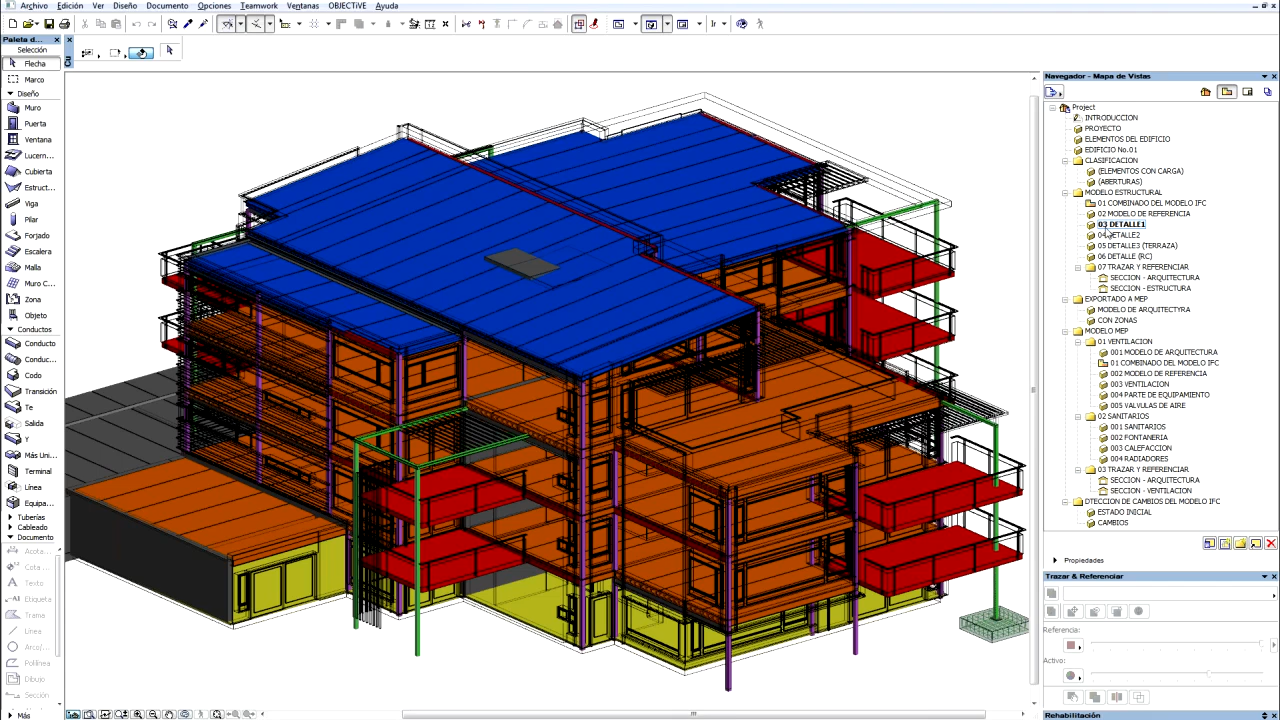 Archivo Edición Ver Diseño Documento Opciones Teamwork Ventanas OBJECTiVE Ayuda
Paleta d...
Selección
Flecha
Marco
Diseño
Muro
Puerta
Ventana
Lucern...
Cubierta
Estruct...
Viga
Pilar
Forjado
Escalera
Malla
Muro C...
Zona
Objeto
Conductos
Conducto
Conduc...
Codo
Transición
Te
Salida
Y
Más Uni...
Terminal
Línea
Equipa...
Tuberías
Cableado
Documento
Acota...
Cota ...
Texto
Etiqueta
Trama
Línea
Arco/...
Polilínea
Dibujo
Sección
Más
Navegador - Mapa de Vistas
Project
INTRODUCCION
PROYECTO
ELEMENTOS DEL EDIFICIO
EDIFICIO No.01
CLASIFICACION
(ELEMENTOS CON CARGA)
(ABERTURAS)
MODELO ESTRUCTURAL
01 COMBINADO DEL MODELO IFC
02 MODELO DE REFERENCIA
03 DETALLE1
04 DETALLE2
05 DETALLE3 (TERRAZA)
06 DETALLE (RC)
07 TRAZAR Y REFERENCIAR
SECCION - ARQUITECTURA
SECCION - ESTRUCTURA
EXPORTADO A MEP
MODELO DE ARQUITECTYRA
CON ZONAS
MODELO MEP
01 VENTILACION
001 MODELO DE ARQUITECTURA
01 COMBINADO DEL MODELO IFC
002 MODELO DE REFERENCIA
003 VENTILACION
004 PARTE DE EQUIPAMIENTO
005 VALVULAS DE AIRE
02 SANITARIOS
001 SANITARIOS
002 FONTANERIA
003 CALEFACCION
004 RADIADORES
03 TRAZAR Y REFERENCIAR
SECCION - ARQUITECTURA
SECCION - VENTILACION
DTECCION DE CAMBIOS DEL MODELO IFC
ESTADO INICIAL
CAMBIOS
Propiedades
Trazar & Referenciar
Referencia:
Activo:
Rehabilitación